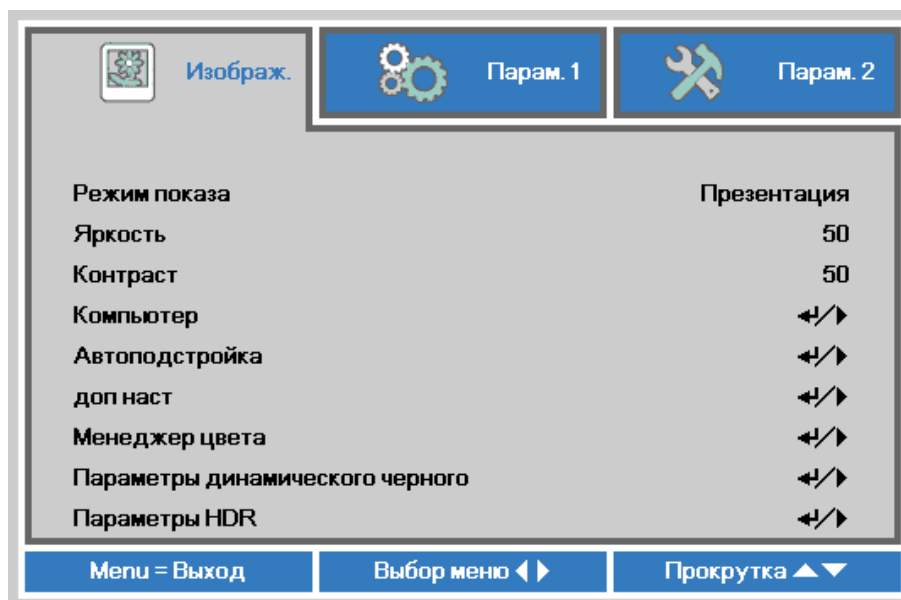 Изображ. Парам. 1 Парам. 2
Режим показа Презентация
Яркость 50
Контраст 50
Компьютер
Автоподстройка
доп наст
Менеджер цвета
Параметры динамического черного
Параметры HDR
Menu = Выход Выбор меню Прокрутка